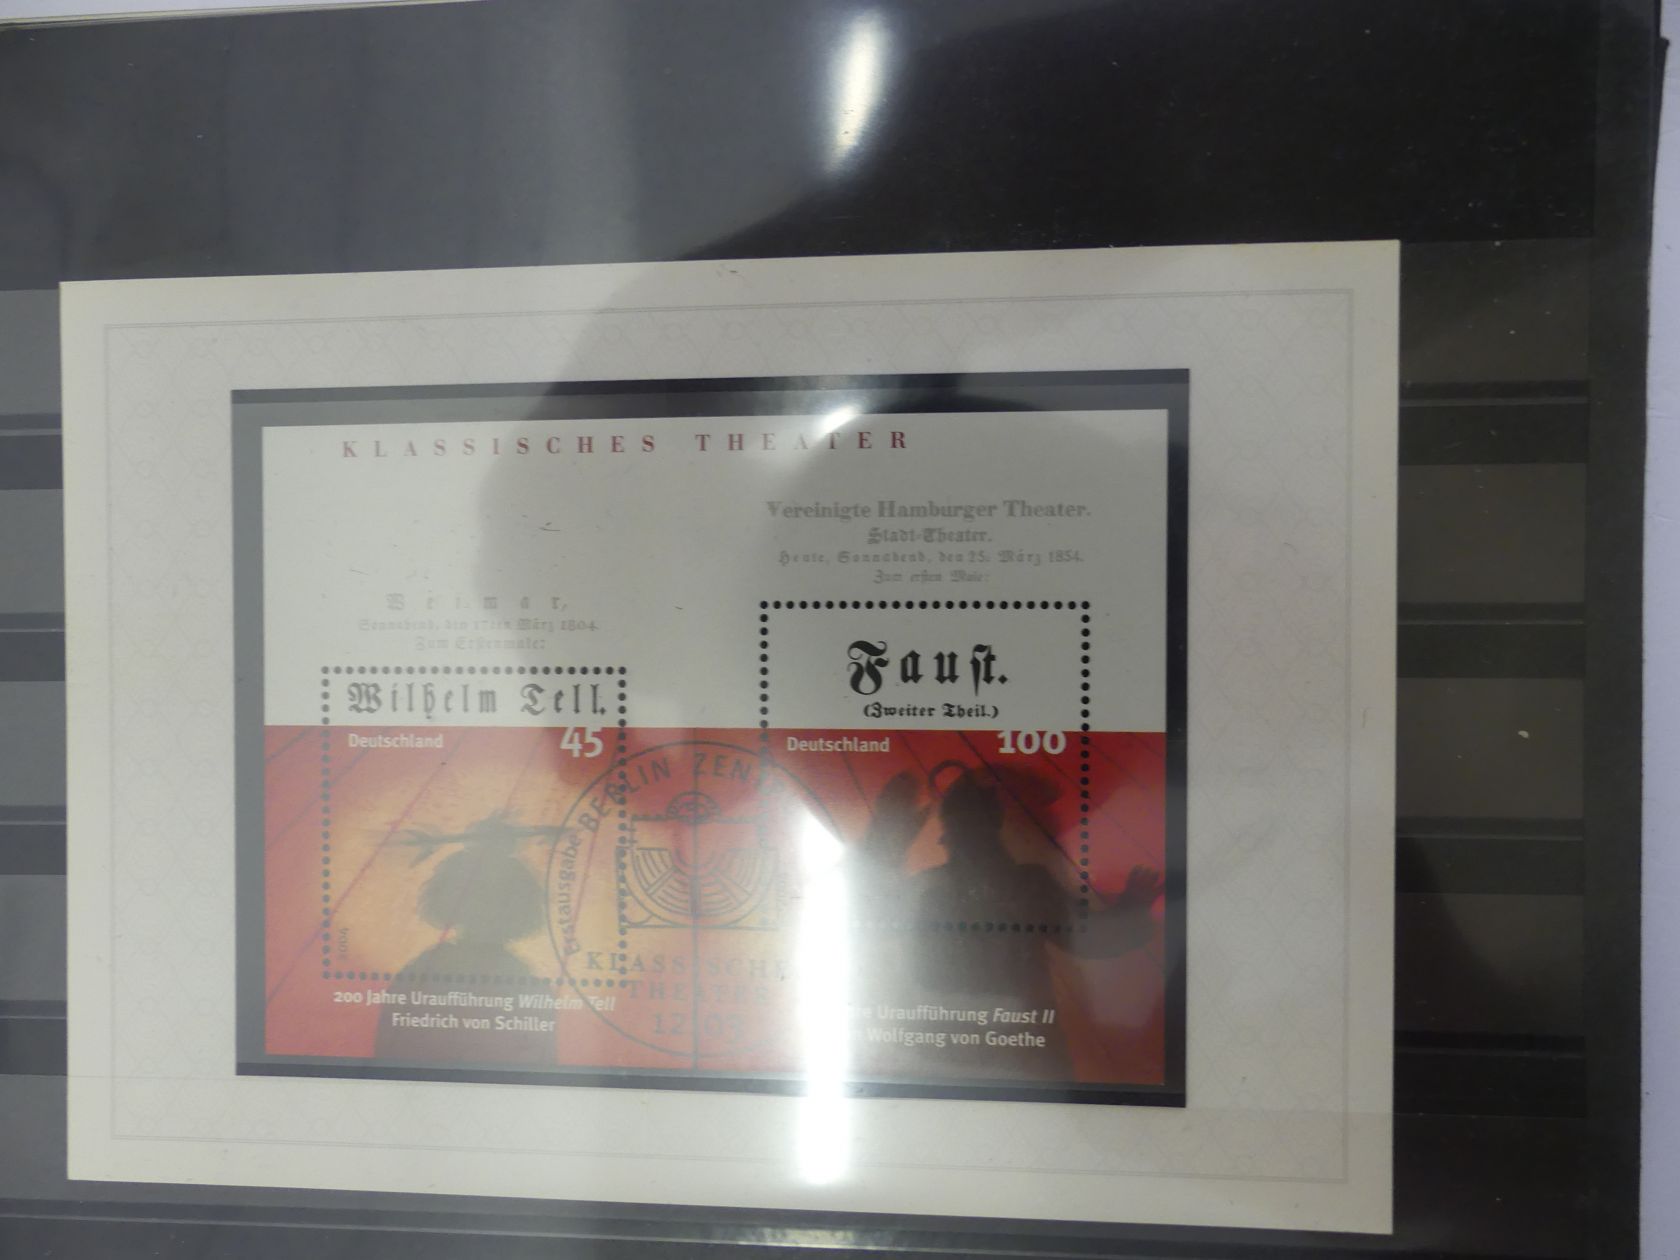 KLASSISCHES THEATER
Vereinigte Hamburger Theater.
Stadt-Theater.
Heute, Sonnabend, den 25. März 1854.
Zum ersten Male:
Weimar,
Sonnabend, den 17ten März 1804.
Zum Erstenmale:
Faust.
(Zweiter Theil.)
Wilhelm Tell.
Deutschland 45
Deutschland 100
BERLIN ZEN
Erstausgabe
2004
KLASSISCHE
THEATER
200 Jahre Uraufführung Wilhelm Tell
Friedrich von Schiller
Uraufführung Faust II
Wolfgang von Goethe